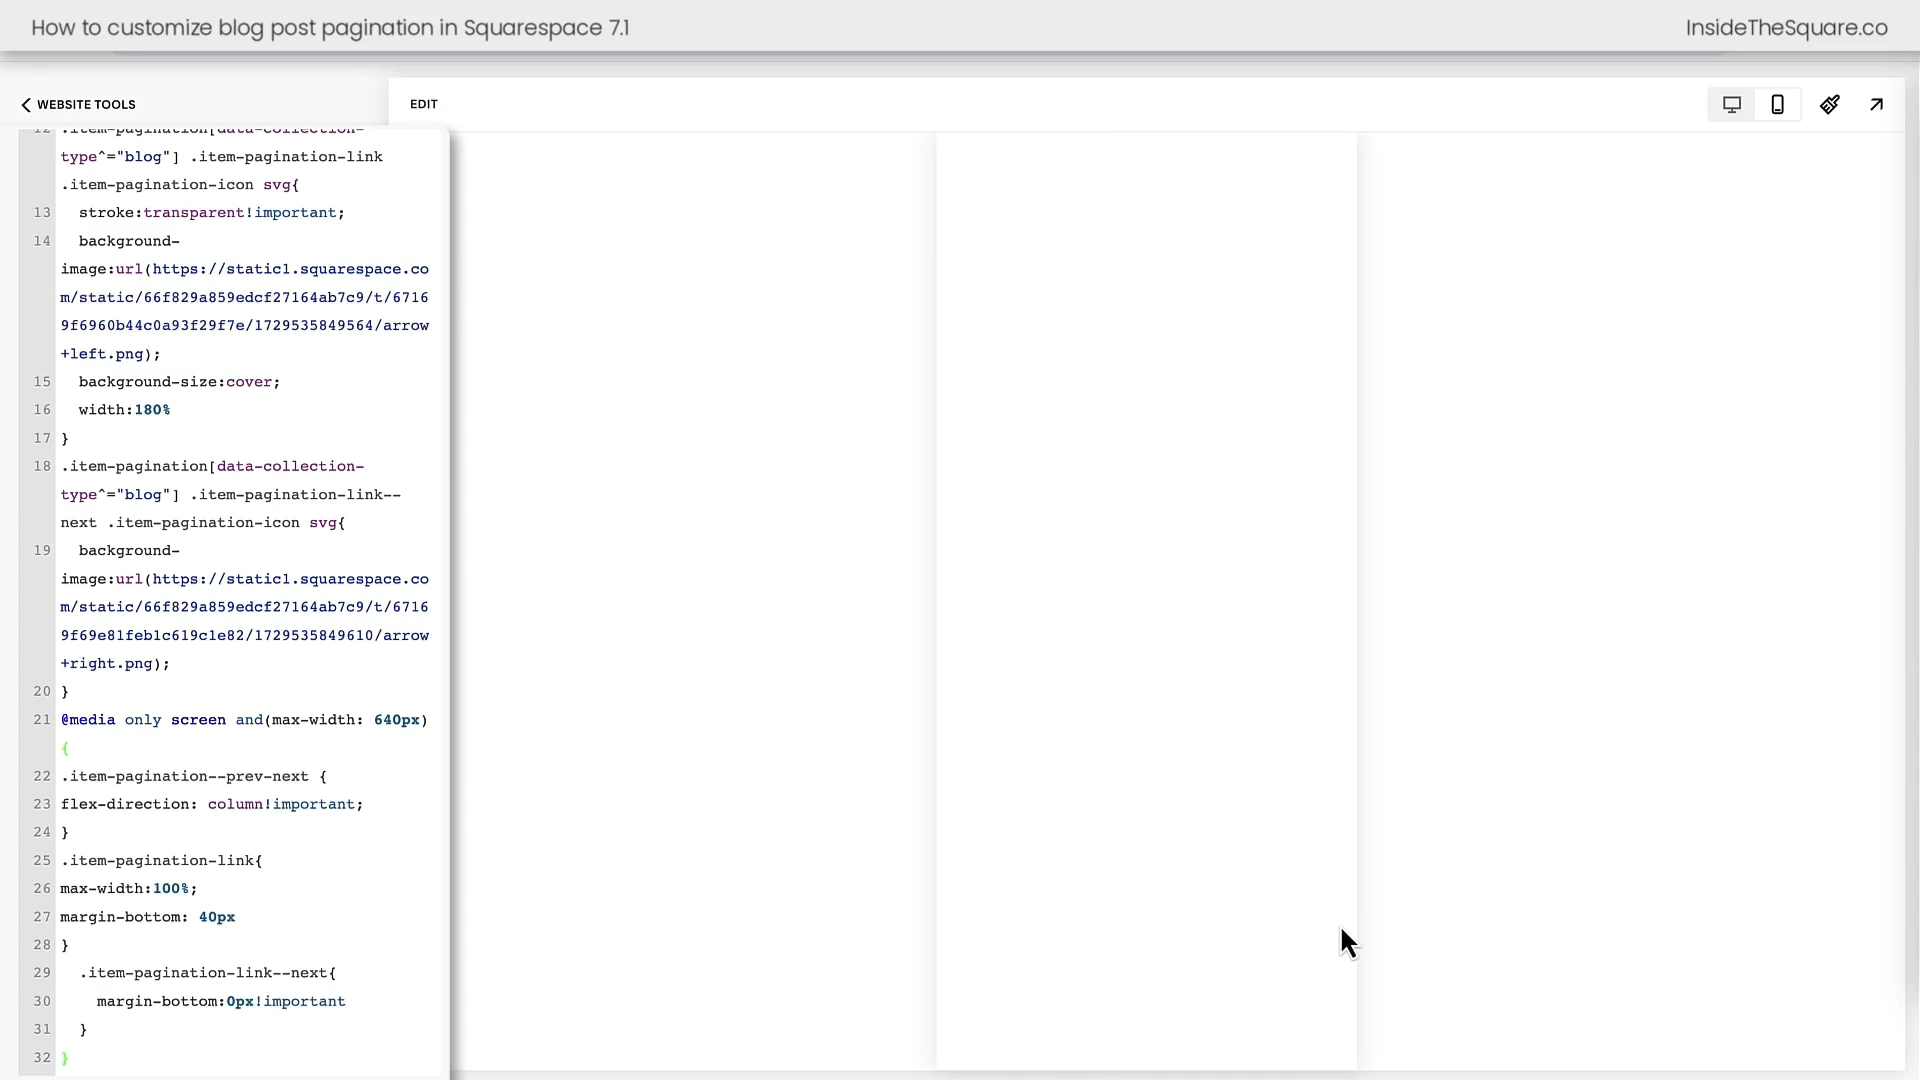 How to customize blog post pagination in Squarespace 7.1
InsideTheSquare.co
WEBSITE TOOLS
EDIT
12 .item-pagination[data-collection-
type^="blog"] .item-pagination-link
.item-pagination-icon svg{
13 stroke:transparent!important;
14 background-
image:url(https://static1.squarespace.co
m/static/66f829a859edcf27164ab7c9/t/6716
9f6960b44c0a93f29f7e/1729535849564/arrow
+left.png);
15 background-size:cover;
16 width:180%
17 }
18 .item-pagination[data-collection-
type^="blog"] .item-pagination-link--
next .item-pagination-icon svg{
19 background-
image:url(https://static1.squarespace.co
m/static/66f829a859edcf27164ab7c9/t/6716
9f69e81feb1c619c1e82/1729535849610/arrow
+right.png);
20 }
21 @media only screen and(max-width: 640px)
{
22 .item-pagination--prev-next {
23 flex-direction: column!important;
24 }
25 .item-pagination-link{
26 max-width:100%;
27 margin-bottom: 40px
28 }
29 .item-pagination-link--next{
30 margin-bottom:0px!important
31 }
32 }